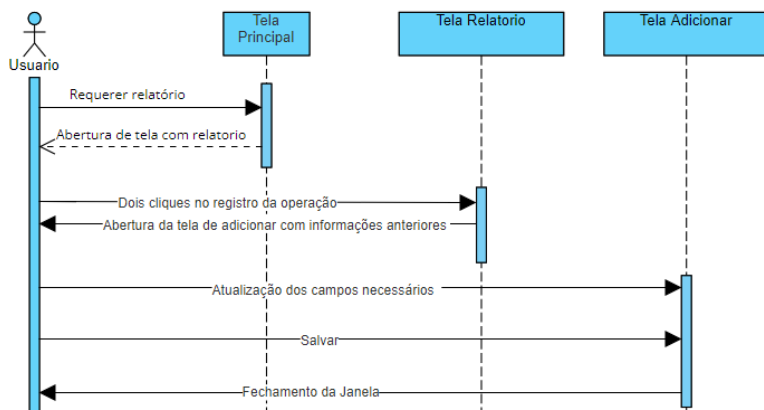 Tela
Principal
Tela Relatorio
Tela Adicionar
Usuario
Requerer relatório
Abertura de tela com relatorio
Dois cliques no registro da operação
Abertura da tela de adicionar com informações anteriores
Atualização dos campos necessários
Salvar
Fechamento da Janela